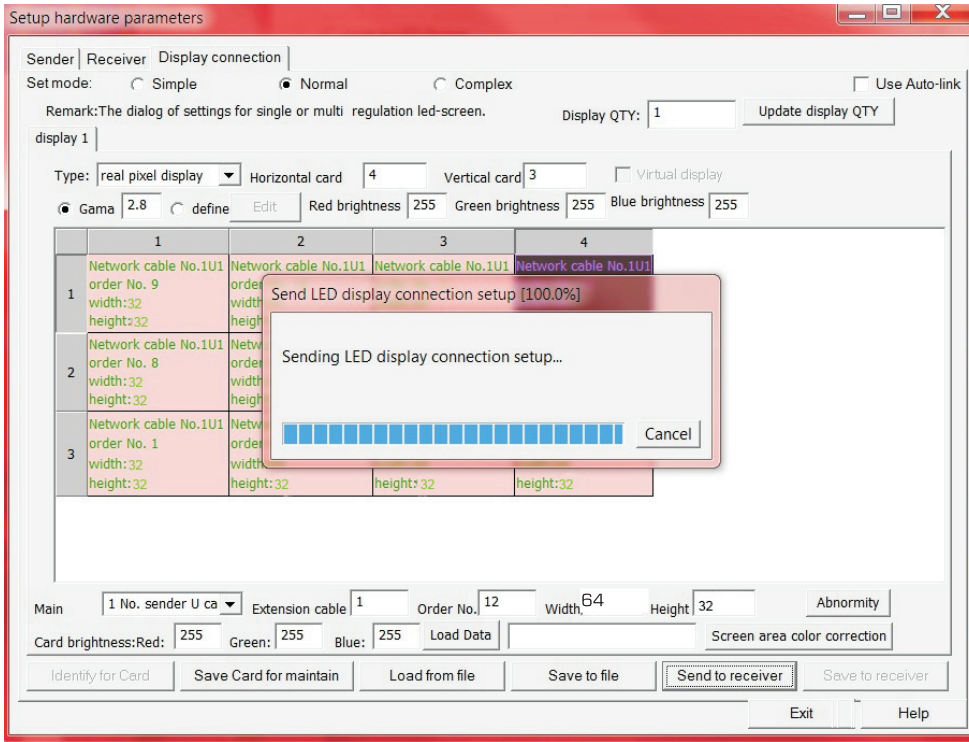 Setup hardware parameters
Sender Receiver Display connection
Set mode: Simple Normal Complex Use Auto-link
Remark:The dialog of settings for single or multi regulation led-screen. Display QTY: 1 Update display QTY
display 1
Type: real pixel display Horizontal card 4 Vertical card 3 Virtual display
Gama 2.8 define Edit Red brightness 255 Green brightness 255 Blue brightness 255
1 2 3 4
Network cable No.1U1 Network cable No.1U1 Network cable No.1U1 Network cable No.1U1
1 order No. 9
width:32
height:32
Send LED display connection setup [100.0%]
Sending LED display connection setup...
Cancel
Network cable No.1U1
2 order No. 8
width:32
height:32
Network cable No.1U1
3 order No. 1
width:32
height:32 height:32 height:32 height:32
Main 1 No. sender U ca Extension cable 1 Order No. 12 Width, 64 Height 32 Abnormity
Card brightness:Red: 255 Green: 255 Blue: 255 Load Data Screen area color correction
Identify for Card Save Card for maintain Load from file Save to file Send to receiver Save to receiver
Exit Help